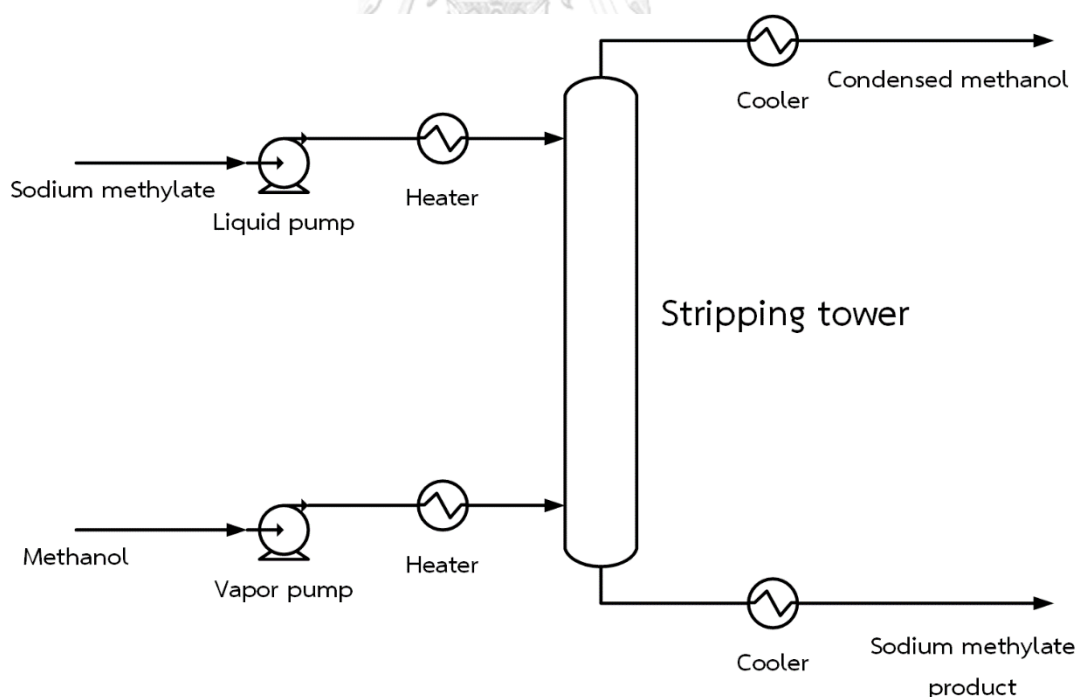 Cooler
Condensed methanol
Sodium methylate
Liquid pump
Heater
Stripping tower
Methanol
Vapor pump
Heater
Cooler
Sodium methylate
product